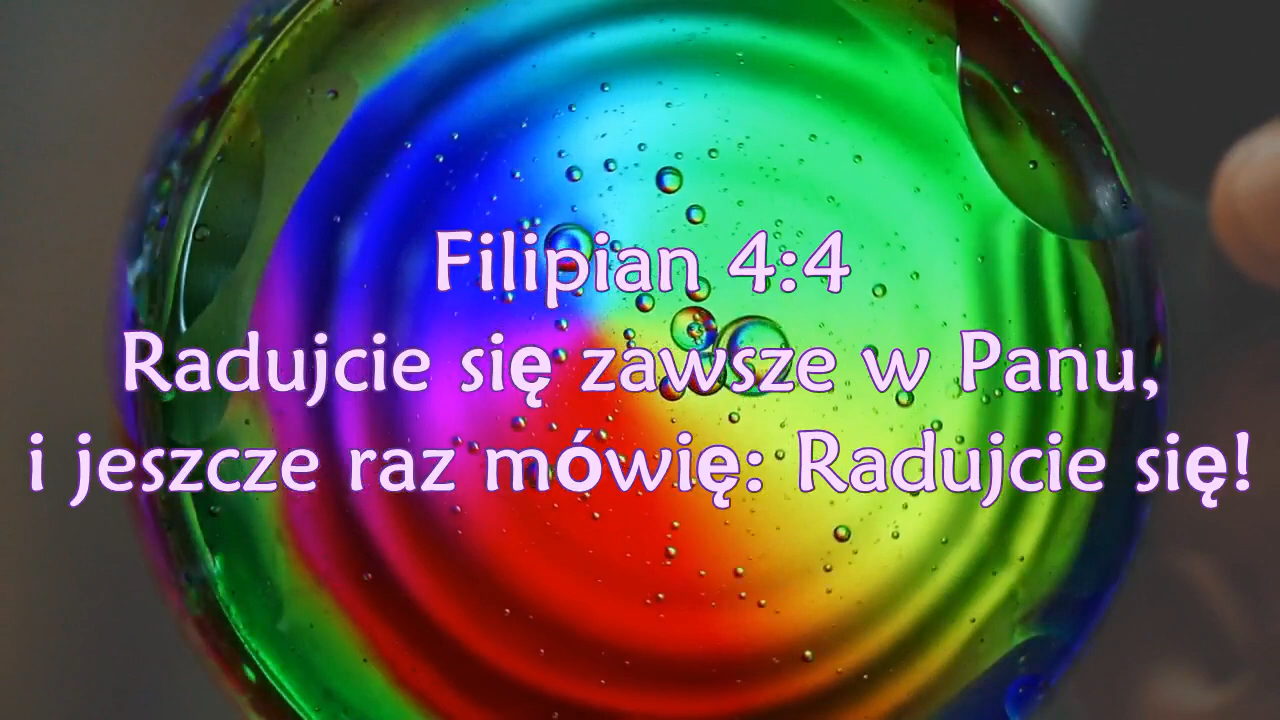 Filipian 4:4
Radujcie się zawsze w Panu,
i jeszcze raz mówię: Radujcie się!